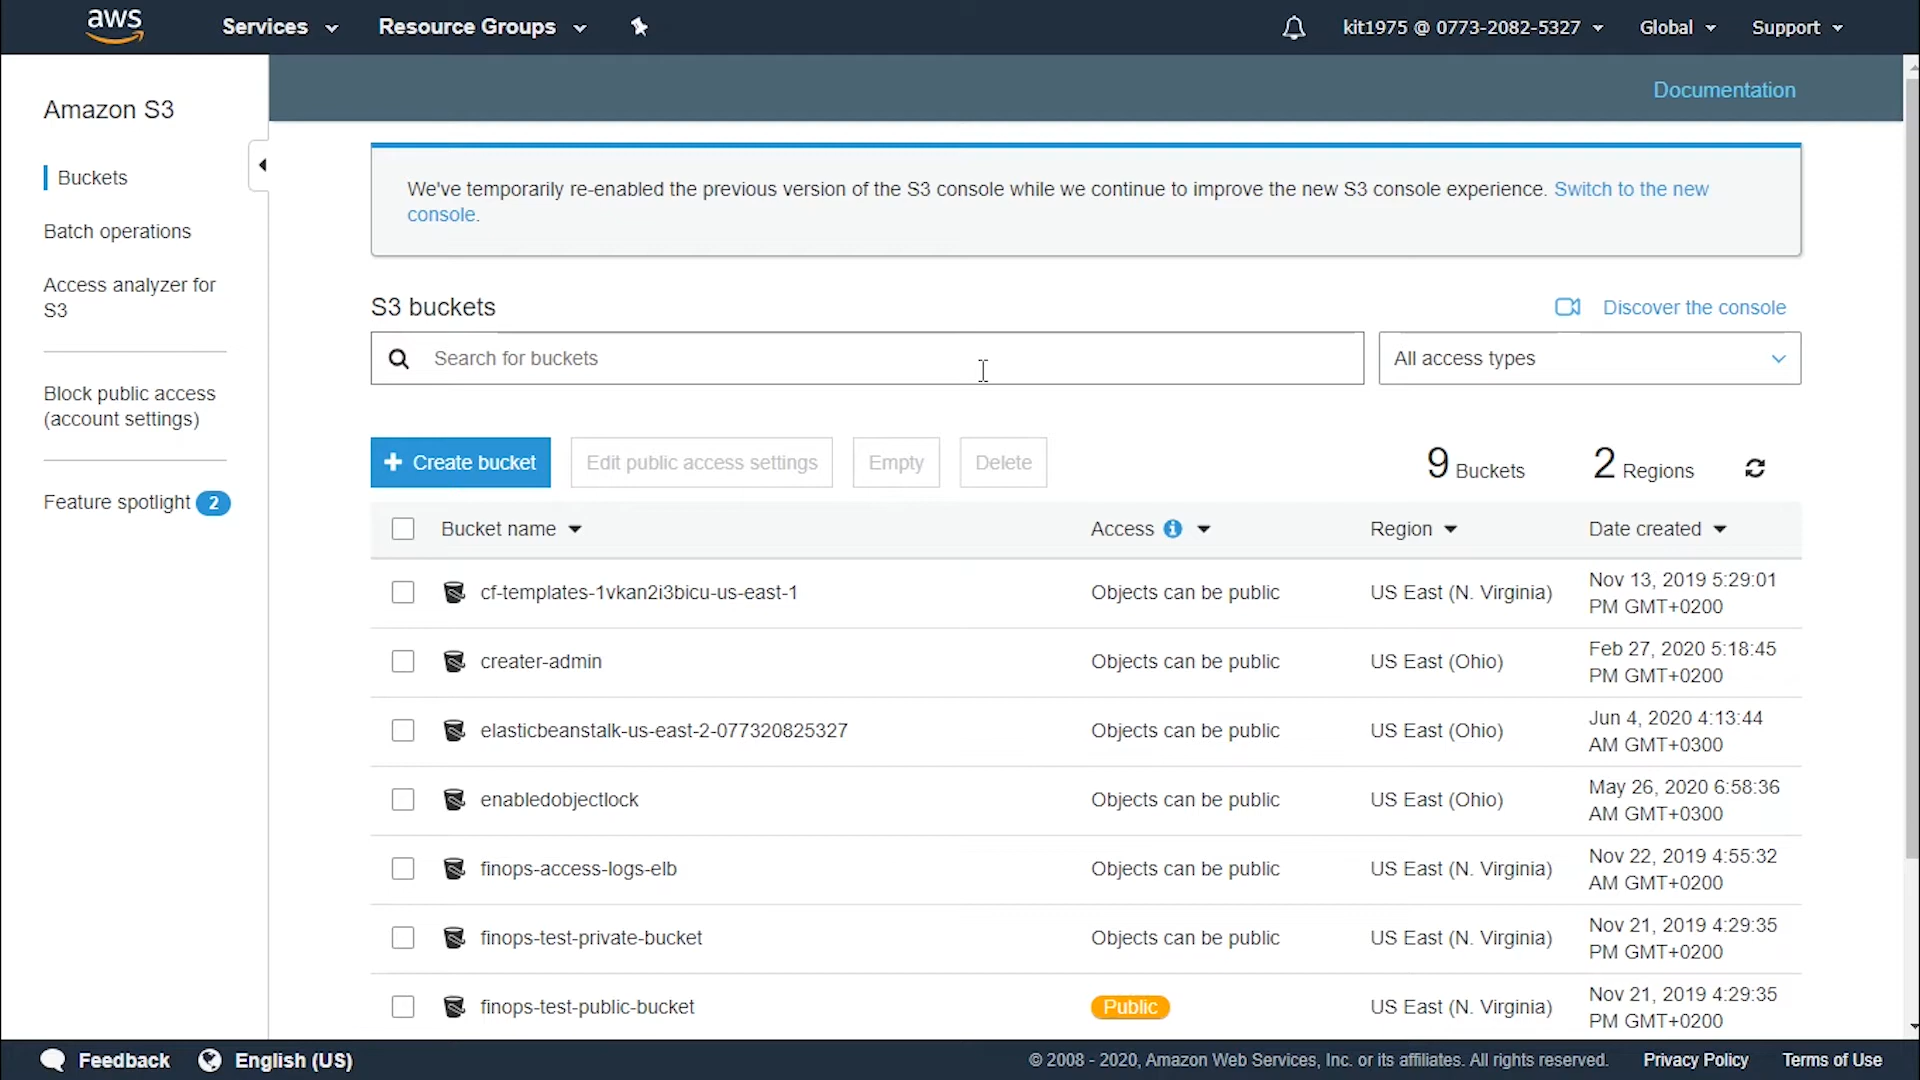 aws Services Resource Groups kit1975 @ 0773-2082-5327 Global Support
Documentation
Amazon S3
Buckets
Batch operations
Access analyzer for
S3
Block public access
(account settings)
Feature spotlight 2
We've temporarily re-enabled the previous version of the S3 console while we continue to improve the new S3 console experience. Switch to the new
console.
S3 buckets Discover the console
Search for buckets All access types
+ Create bucket Edit public access settings Empty Delete 9 Buckets 2 Regions
Bucket name Access Region Date created
cf-templates-1vkan2i3bicu-us-east-1 Objects can be public US East (N. Virginia) Nov 13, 2019 5:29:01
PM GMT+0200
creater-admin Objects can be public US East (Ohio) Feb 27, 2020 5:18:45
PM GMT+0200
elasticbeanstalk-us-east-2-077320825327 Objects can be public US East (Ohio) Jun 4, 2020 4:13:44
AM GMT+0300
enabledobjectlock Objects can be public US East (Ohio) May 26, 2020 6:58:36
AM GMT+0300
finops-access-logs-elb Objects can be public US East (N. Virginia) Nov 22, 2019 4:55:32
AM GMT+0200
finops-test-private-bucket Objects can be public US East (N. Virginia) Nov 21, 2019 4:29:35
PM GMT+0200
finops-test-public-bucket Public US East (N. Virginia) Nov 21, 2019 4:29:35
PM GMT+0200
Feedback English (US) © 2008 - 2020, Amazon Web Services, Inc. or its affiliates. All rights reserved. Privacy Policy Terms of Use